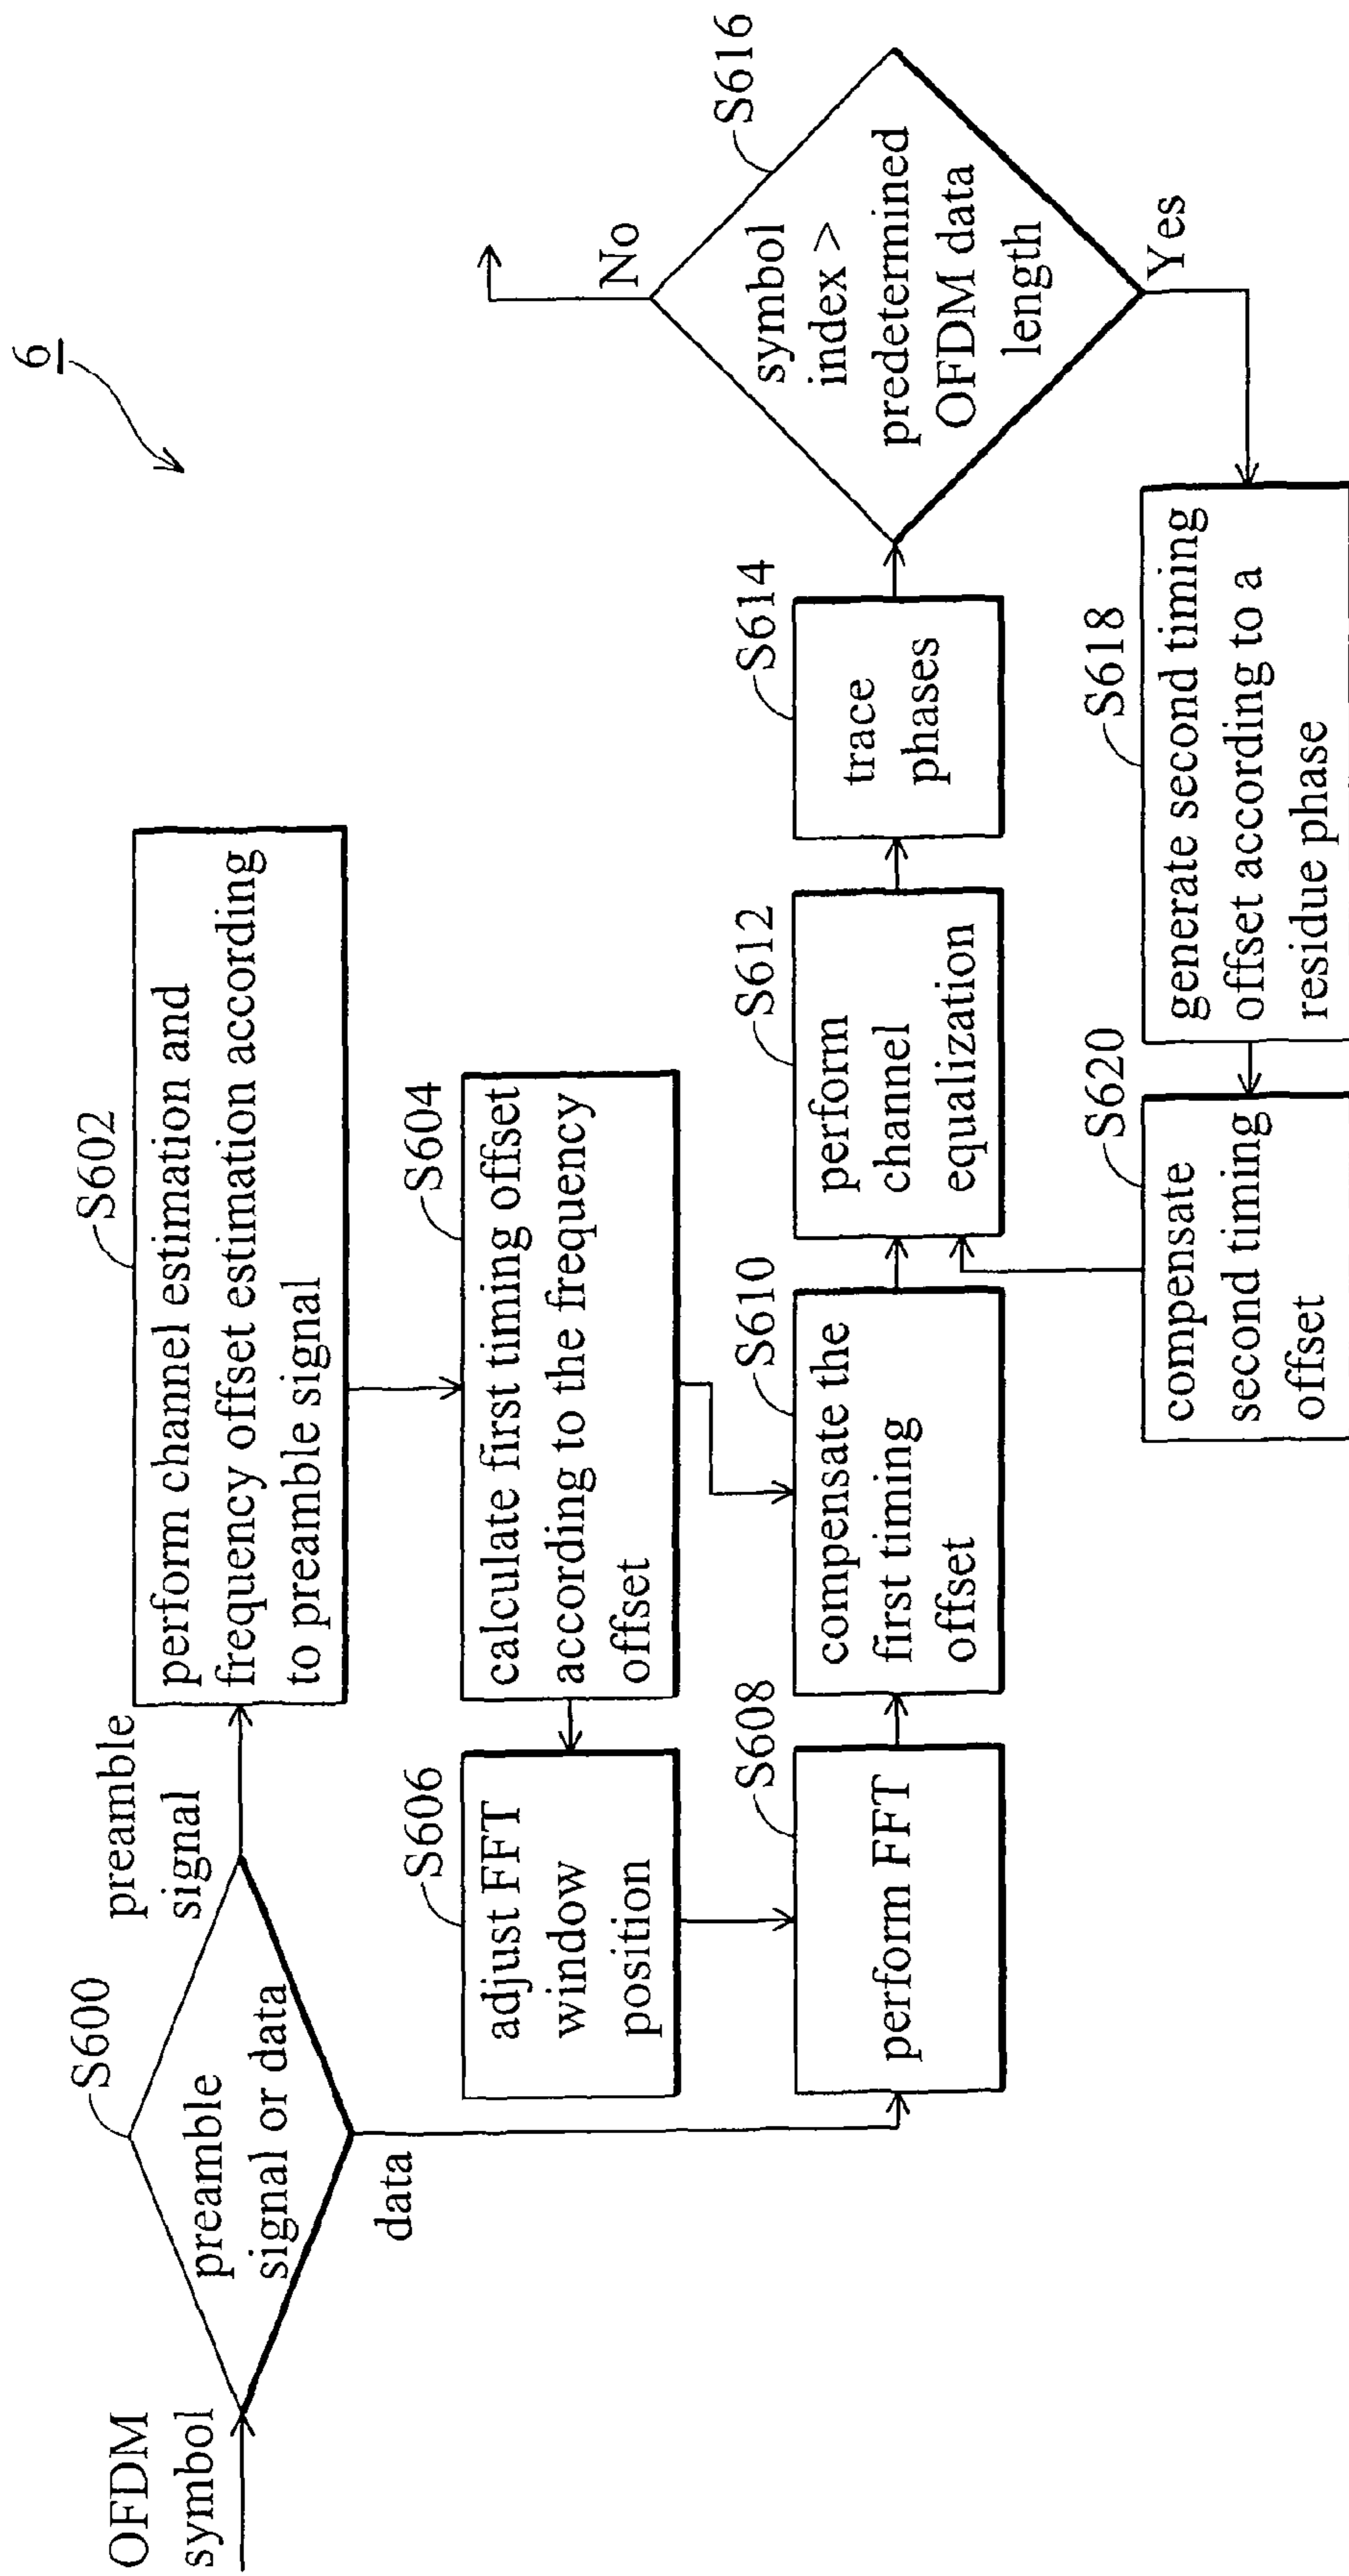 6
OFDM
symbol
S600
preamble
signal or data
preamble
signal
data
S602
perform channel estimation and
frequency offset estimation according
to preamble signal
S604
calculate first timing offset
according to the frequency
offset
S606
adjust FFT
window
position
S608
perform FFT
S610
compensate the
first timing
offset
S612
perform
channel
equalization
S614
trace
phases
S616
symbol
index >
predetermined
OFDM data
length
No
Yes
S618
generate second timing
offset according to a
residue phase
S620
compensate
second timing
offset